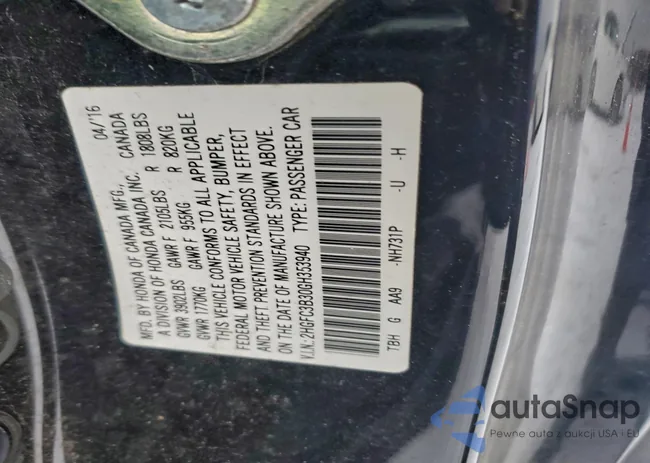 MFD. BY HONDA OF CANADA MFG., 04/16
A DIVISION OF HONDA CANADA INC. CANADA
GVWR 3902LBS GAWR F 2105LBS R 1808LBS
GVWR 1770KG GAWR F 955KG R 820KG
THIS VEHICLE CONFORMS TO ALL APPLICABLE
FEDERAL MOTOR VEHICLE SAFETY, BUMPER,
AND THEFT PREVENTION STANDARDS IN EFFECT
ON THE DATE OF MANUFACTURE SHOWN ABOVE.
V.I.N.:2HGFC3B30GH353940 TYPE: PASSENGER CAR
TBH G AA9 -NH731P -U -H
autaSnap
Pewne auta z aukcji USA i EU